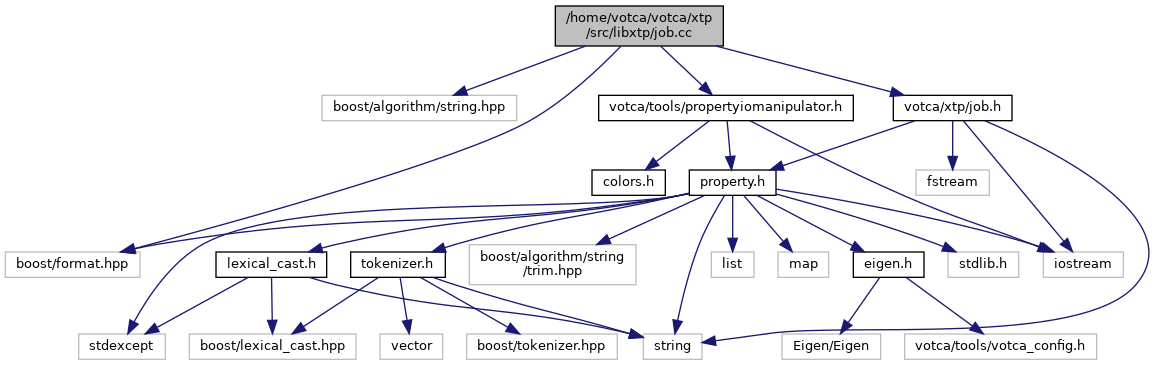 /home/votca/votca/xtp
/src/libxtp/job.cc
boost/algorithm/string.hpp
votca/tools/propertyiomanipulator.h
votca/xtp/job.h
colors.h
property.h
fstream
boost/format.hpp
lexical_cast.h
tokenizer.h
boost/algorithm/string
/trim.hpp
list
map
eigen.h
stdlib.h
iostream
stdexcept
boost/lexical_cast.hpp
vector
boost/tokenizer.hpp
string
Eigen/Eigen
votca/tools/votca_config.h